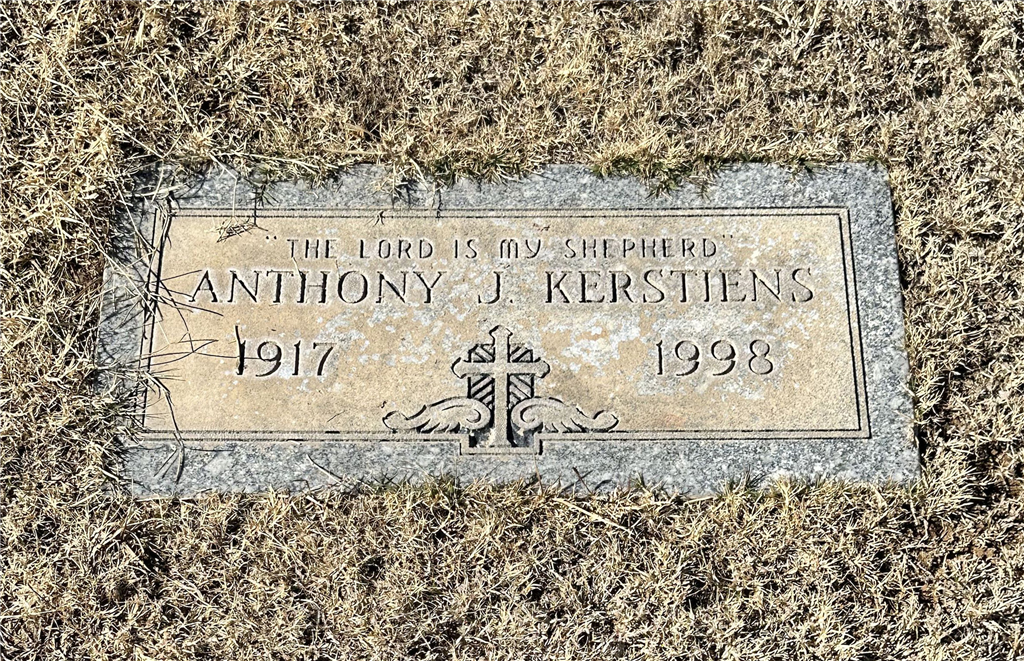 "THE LORD IS MY SHEPHERD"
ANTHONY J. KERSTIENS
1917 1998